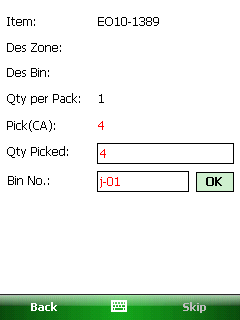 Item: EO10-1389
Des Zone:
Des Bin:
Qty per Pack: 1
Pick(CA): 4
Qty Picked: 4
Bin No.: j-01 OK
Back Skip